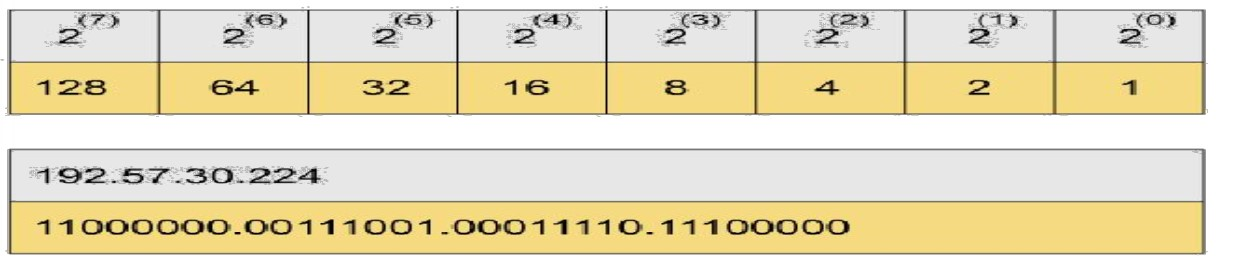 2(7) 2(6) 2(5) 2(4) 2(3) 2(2) 2(1) 2(0)
128 64 32 16 8 4 2 1
192.57.30.224
11000000.00111001.00011110.11100000